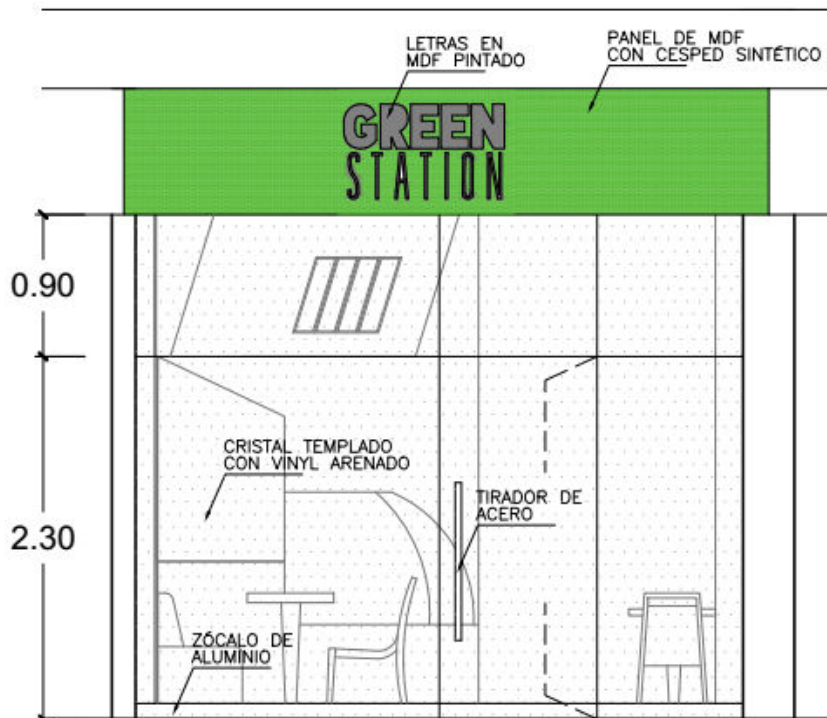 LETRAS EN
MDF PINTADO
PANEL DE MDF
CON CESPED SINTÉTICO
GREEN
STATION
0.90
CRISTAL TEMPLADO
CON VINYL ARENADO
2.30
TIRADOR DE
ACERO
ZÓCALO DE
ALUMINIO